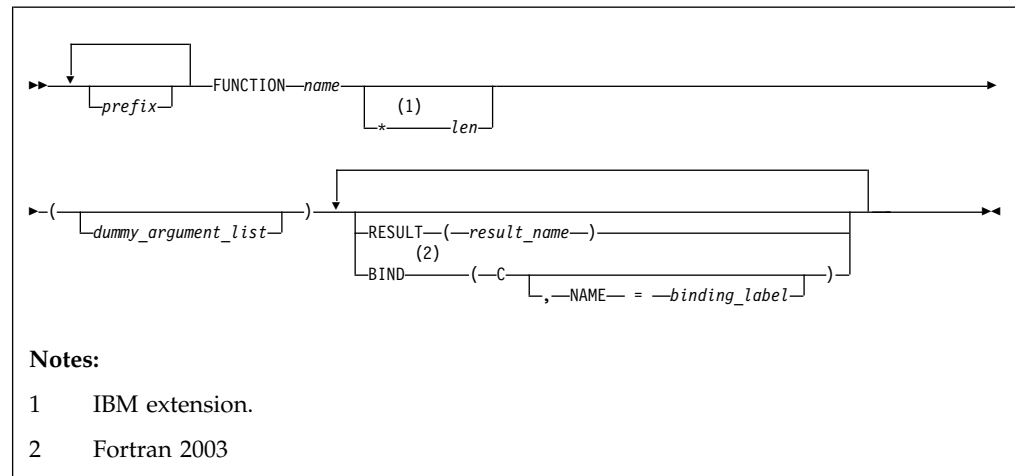 FUNCTION name
prefix (1)
* len
( )
dummy_argument_list
RESULT ( result_name )
(2)
BIND ( C )
, NAME = binding_label
Notes:
1 IBM extension.
2 Fortran 2003